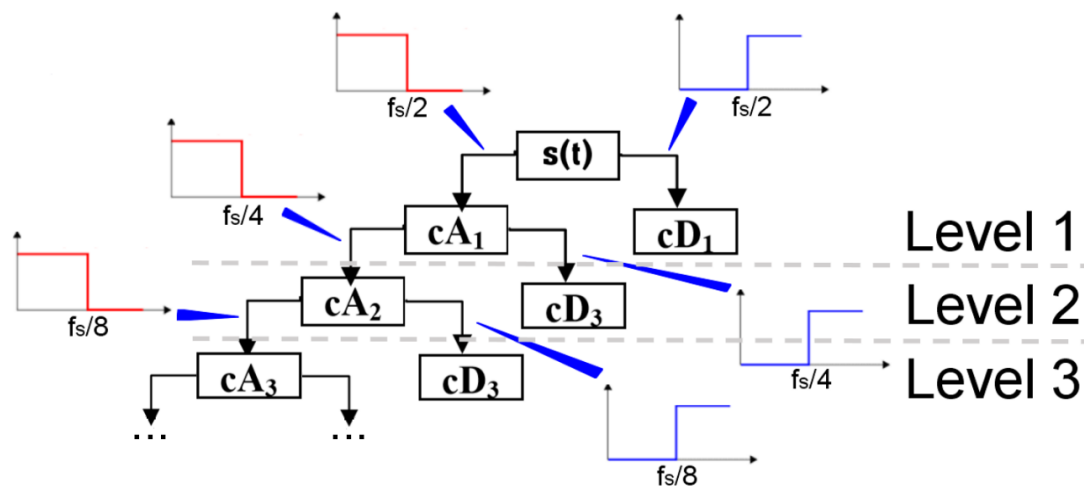 fs/2
fs/2
s(t)
fs/4
cA1
cD1
Level 1
fs/8
cA2
cD3
Level 2
fs/4
cA3
cD3
Level 3
...
...
fs/8